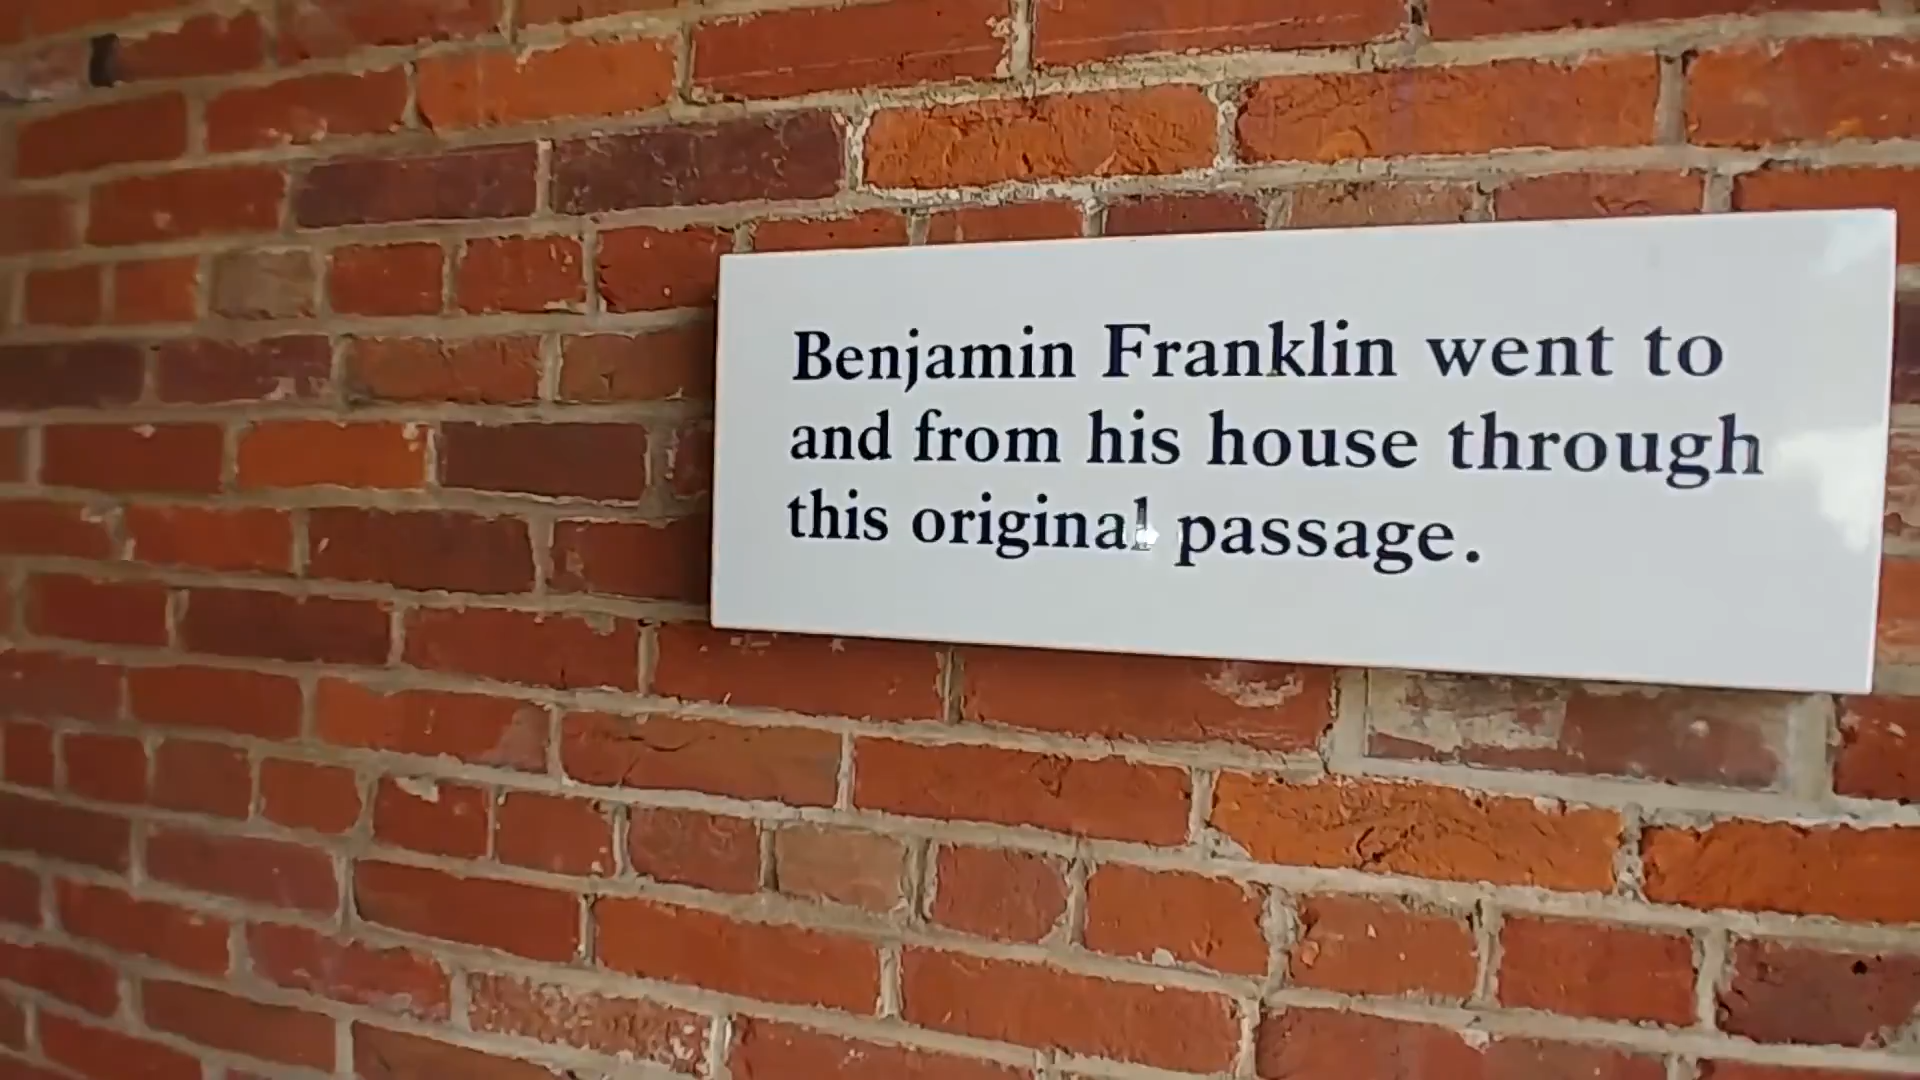 Benjamin Franklin went to
and from his house through
this original passage.